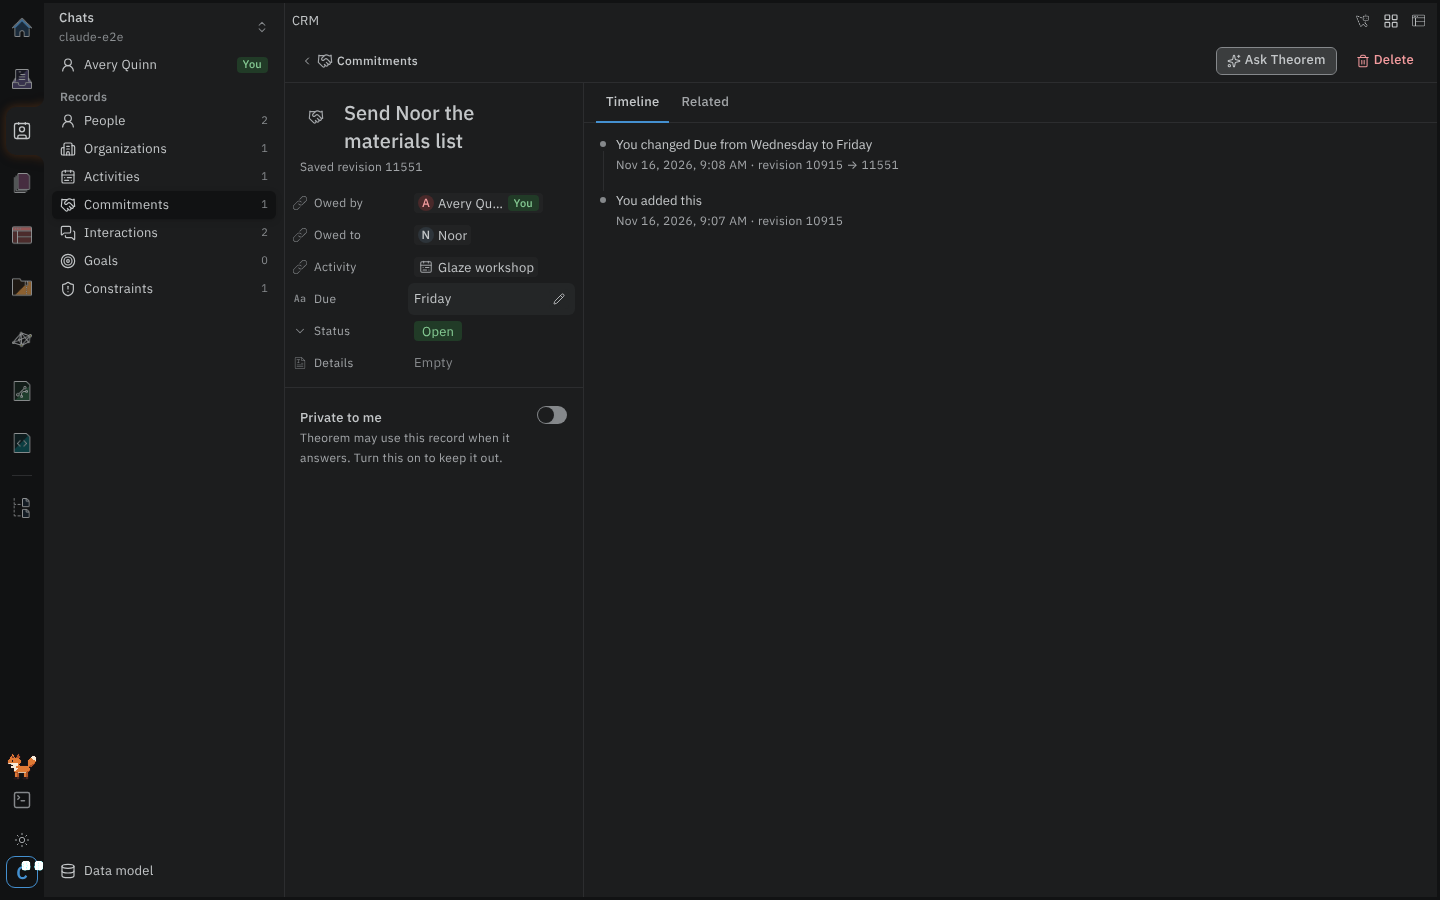 Chats
claude-e2e
Avery Quinn You
Records
People 2
Organizations 1
Activities 1
Commitments 1
Interactions 2
Goals 0
Constraints 1
Data model
C
CRM
Commitments
Ask Theorem
Delete
Send Noor the
materials list
Saved revision 11551
Owed by A Avery Qu... You
Owed to N Noor
Activity Glaze workshop
Aa Due Friday
Status Open
Details Empty
Private to me
Theorem may use this record when it
answers. Turn this on to keep it out.
Timeline Related
You changed Due from Wednesday to Friday
Nov 16, 2026, 9:08 AM · revision 10915 → 11551
You added this
Nov 16, 2026, 9:07 AM · revision 10915